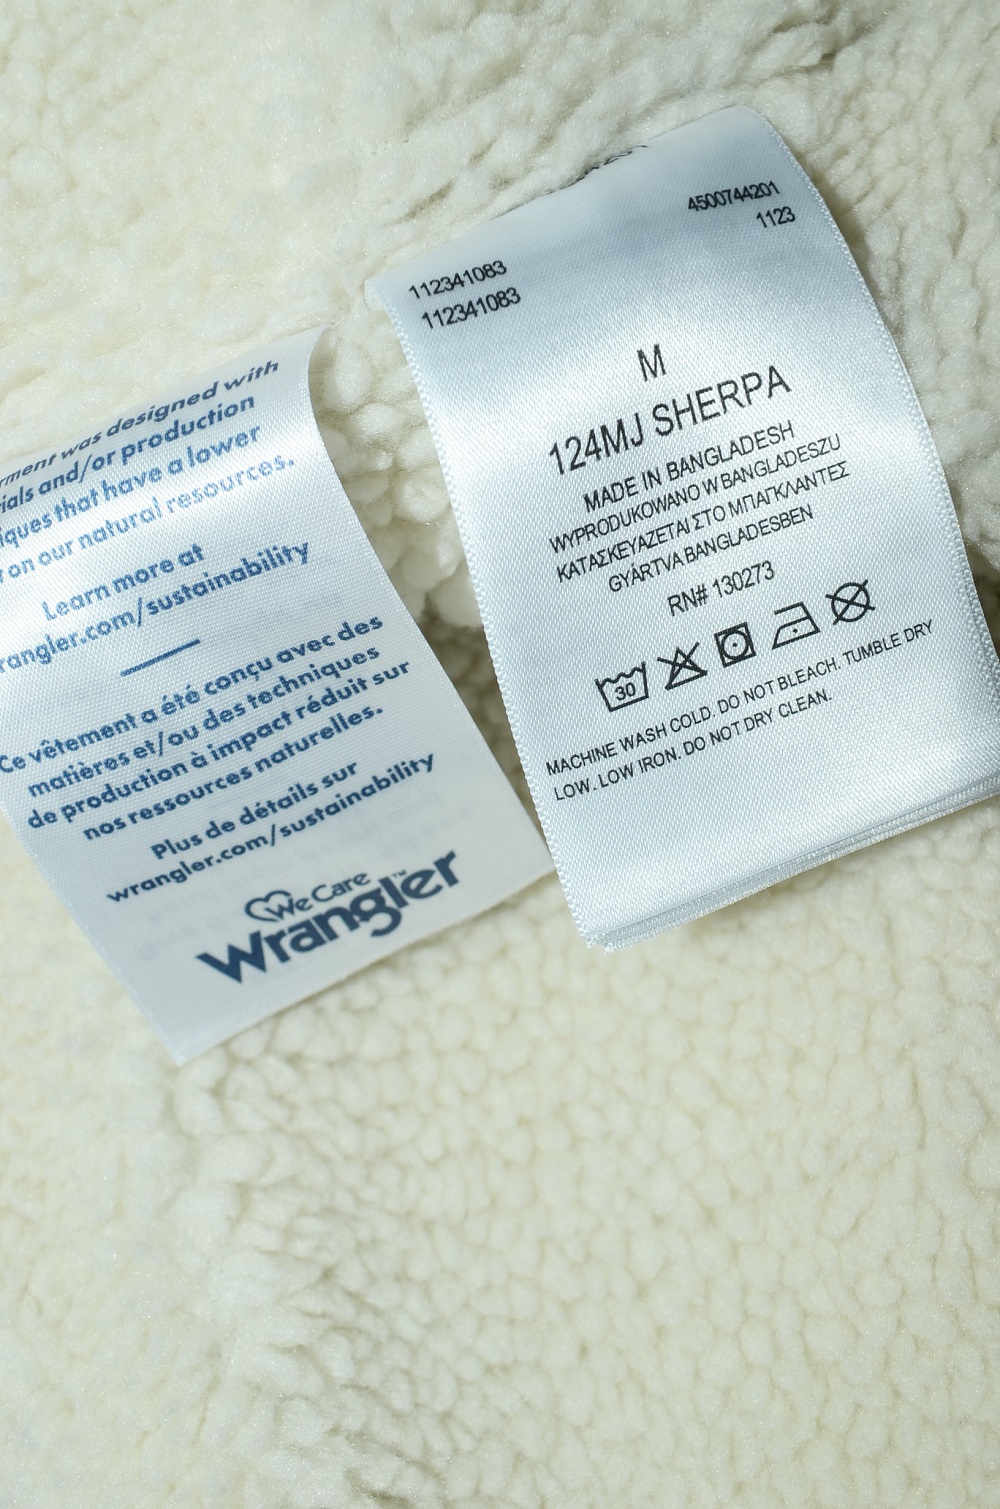 was designed with
and/or production
that have a lower
on our natural resources.
Learn more at
rangler.com/sustainability
Ce vêtement a été conçu avec des
matières et/ou des techniques
de production à impact réduit sur
nos ressources naturelles.
Plus de détails sur
wrangler.com/sustainability
We Care
Wrangler™
4500744201
1123
112341083
112341083
M
124MJ SHERPA
MADE IN BANGLADESH
WYPRODUKOWANO W BANGLADESZU
ΚΑΤΑΣΚΕΥΑΖΕΤΑΙ ΣΤΟ ΜΠΑΓΚΛΑΝΤΕΣ
GYÁRTVA BANGLADESBEN
RN# 130273
30
MACHINE WASH COLD. DO NOT BLEACH. TUMBLE DRY
LOW. LOW IRON. DO NOT DRY CLEAN.